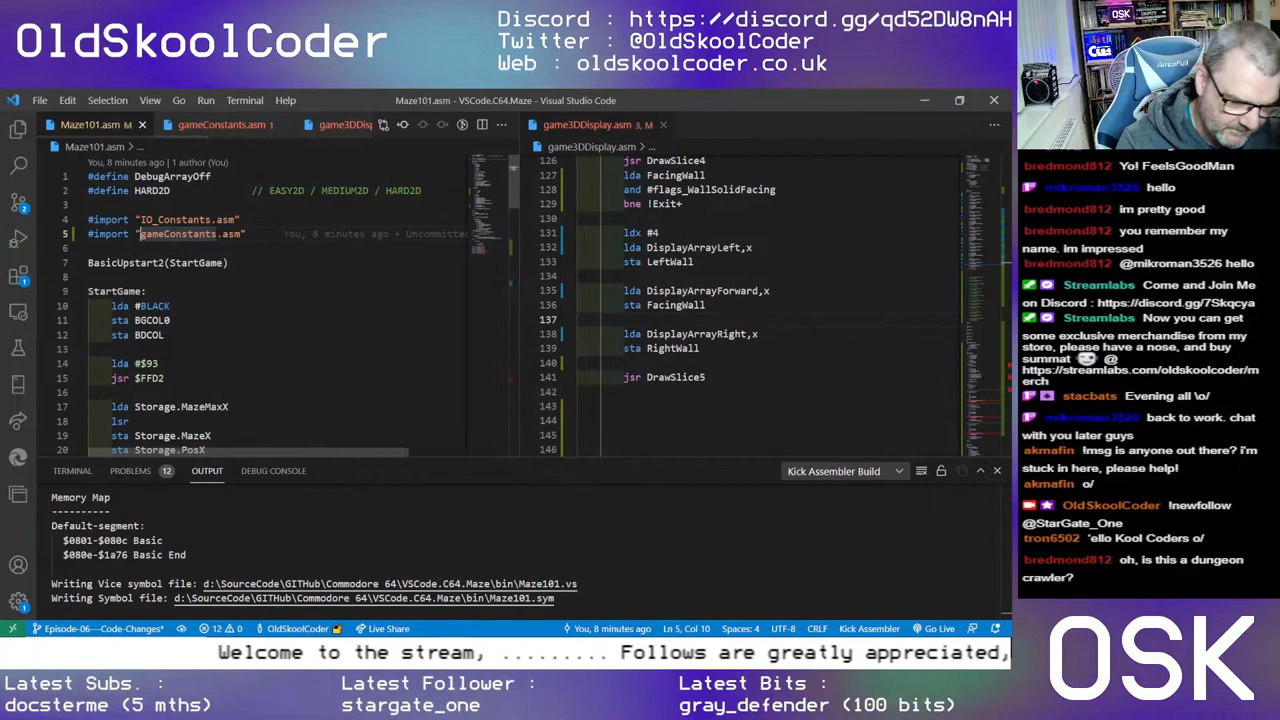 OldSkoolCoder
Discord : https://discord.gg/qd52DW8nAH
Twitter : @OldSkoolCoder
Web : oldskoolcoder.co.uk
File Edit Selection View Go Run Terminal Help
Maze101.asm - VSCode.C64.Maze - Visual Studio Code
Maze101.asm M
gameConstants.asm 1
game3DDisp
game3DDisplay.asm 3, M
Maze101.asm > ...
You, 8 minutes ago | 1 author (You)
1 #define DebugArrayOff
2 #define HARD2D // EASY2D / MEDIUM2D / HARD2D
3
4 #import "IO_Constants.asm"
5 #import "gameConstants.asm" You, 8 minutes ago • Uncommitte
6
7 BasicUpstart2(StartGame)
8
9 StartGame:
10 lda #BLACK
11 sta BGCOL0
12 sta BDCOL
13
14 lda #$93
15 jsr $FFD2
16
17 lda Storage.MazeMaxX
18 lsr
19 sta Storage.MazeX
20 sta Storage.PosX
game3DDisplay.asm > ...
126 jsr DrawSlice4
127 lda FacingWall
128 and #flags_WallSolidFacing
129 bne !Exit+
130
131 ldx #4
132 lda DisplayArrayLeft,x
133 sta LeftWall
134
135 lda DisplayArrayForward,x
136 sta FacingWall
137
138 lda DisplayArrayRight,x
139 sta RightWall
140
141 jsr DrawSlice5
142
143
144
145
146
TERMINAL PROBLEMS 12 OUTPUT DEBUG CONSOLE
Kick Assembler Build
Memory Map
----------
Default-segment:
$0801-$080c Basic
$080e-$1a76 Basic End
Writing Vice symbol file: d:\SourceCode\GITHub\Commodore 64\VSCode.C64.Maze\bin\Maze101.vs
Writing Symbol file: d:\SourceCode\GITHub\Commodore 64\VSCode.C64.Maze\bin\Maze101.sym
Episode-06---Code-Changes* 12 0 OldSkoolCoder Live Share You, 8 minutes ago Ln 5, Col 10 Spaces: 4 UTF-8 CRLF Kick Assembler Go Live
Welcome to the stream, ......... Follows are greatly appreciated,
Latest Subs. :
docsterme (5 mths)
Latest Follower :
stargate_one
Latest Bits :
gray_defender (100 bits)
OSK
AUTOFULL
bredmond812 Yo! FeelsGoodMan
mikroman3526 hello
bredmond812 im pretty good
bredmond812 you remember my
name. im impressed
bredmond812 @mikroman3526 hello
Streamlabs Come and Join Me
on Discord : https://discord.gg/7Skqcya
Streamlabs Now you can get
some exclusive merchandise from my
store, please have a nose, and buy
summat @
https://streamlabs.com/oldskoolcoder/m
erch
stacbats Evening all \o/
mikroman3526 back to work. chat
with you later guys
akmafin !msg is anyone out there? i'm
stuck in here, please help!
akmafin o/
OldSkoolCoder !newfollow
@StarGate_One
tron6502 'ello Kool Coders o/
bredmond812 oh, is this a dungeon
crawler?
OSK